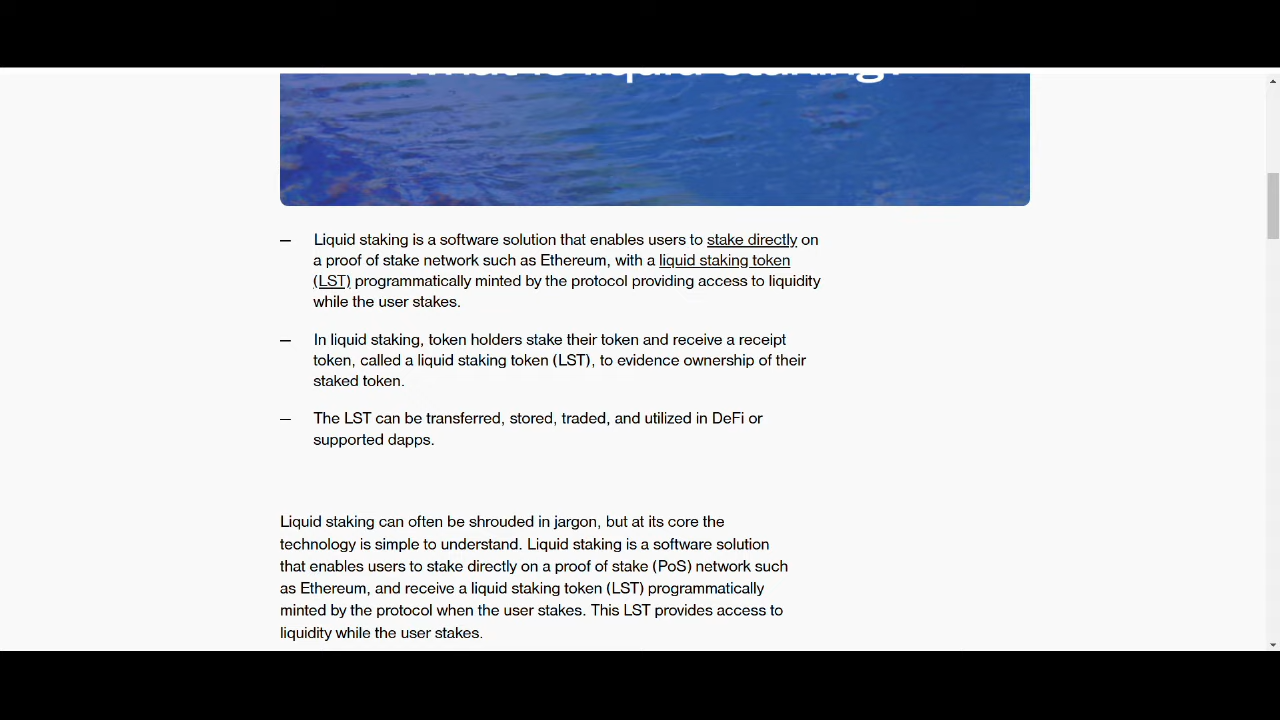 What is liquid staking?
— Liquid staking is a software solution that enables users to stake directly on
a proof of stake network such as Ethereum, with a liquid staking token
(LST) programmatically minted by the protocol providing access to liquidity
while the user stakes.
— In liquid staking, token holders stake their token and receive a receipt
token, called a liquid staking token (LST), to evidence ownership of their
staked token.
— The LST can be transferred, stored, traded, and utilized in DeFi or
supported dapps.
Liquid staking can often be shrouded in jargon, but at its core the
technology is simple to understand. Liquid staking is a software solution
that enables users to stake directly on a proof of stake (PoS) network such
as Ethereum, and receive a liquid staking token (LST) programmatically
minted by the protocol when the user stakes. This LST provides access to
liquidity while the user stakes.